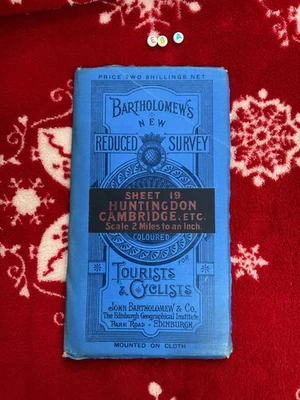 E B A
PRICE TWO SHILLINGS NET
BARTHOLOMEW'S
NEW
REDUCED SURVEY
SHEET 19
HUNTINGDON
CAMBRIDGE, ETC.
Scale 2 Miles to an Inch.
COLOURED
FOR
TOURISTS
& CYCLISTS
JOHN BARTHOLOMEW & CO.
The Edinburgh Geographical Institute
PARK ROAD - EDINBURGH.
MOUNTED ON CLOTH